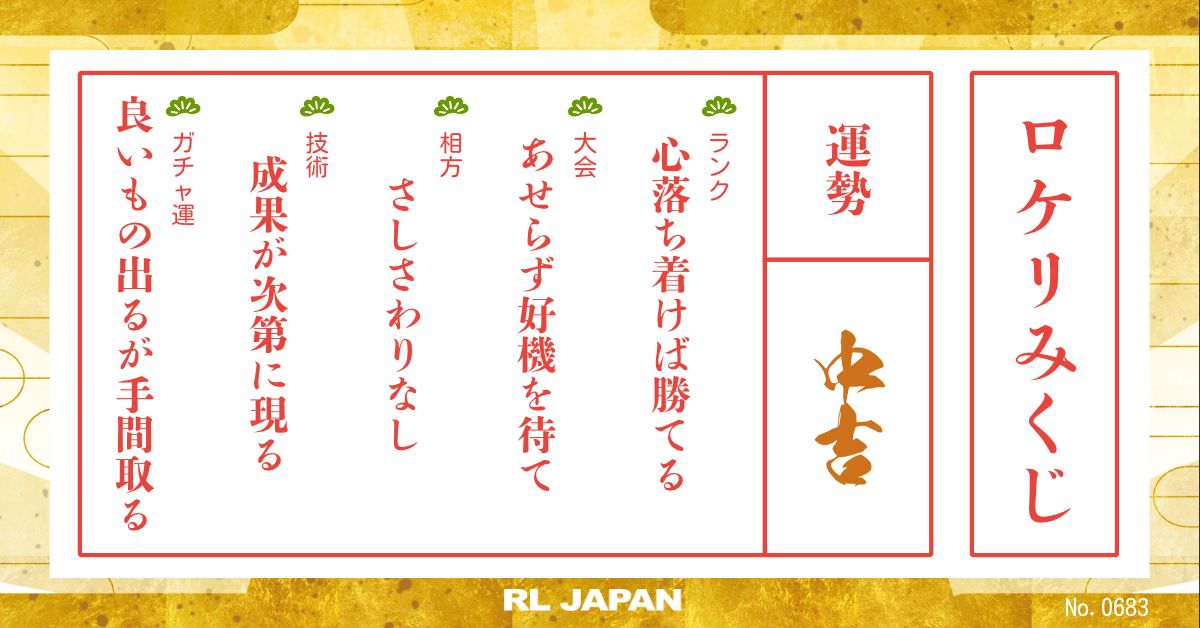 ロケリみくじ
運勢
中吉
ランク
心落ち着けば勝てる
大会
あせらず好機を待て
相方
さしさわりなし
技術
成果が次第に現る
ガチャ運
良いもの出るが手間取る
RL JAPAN
No. 0683